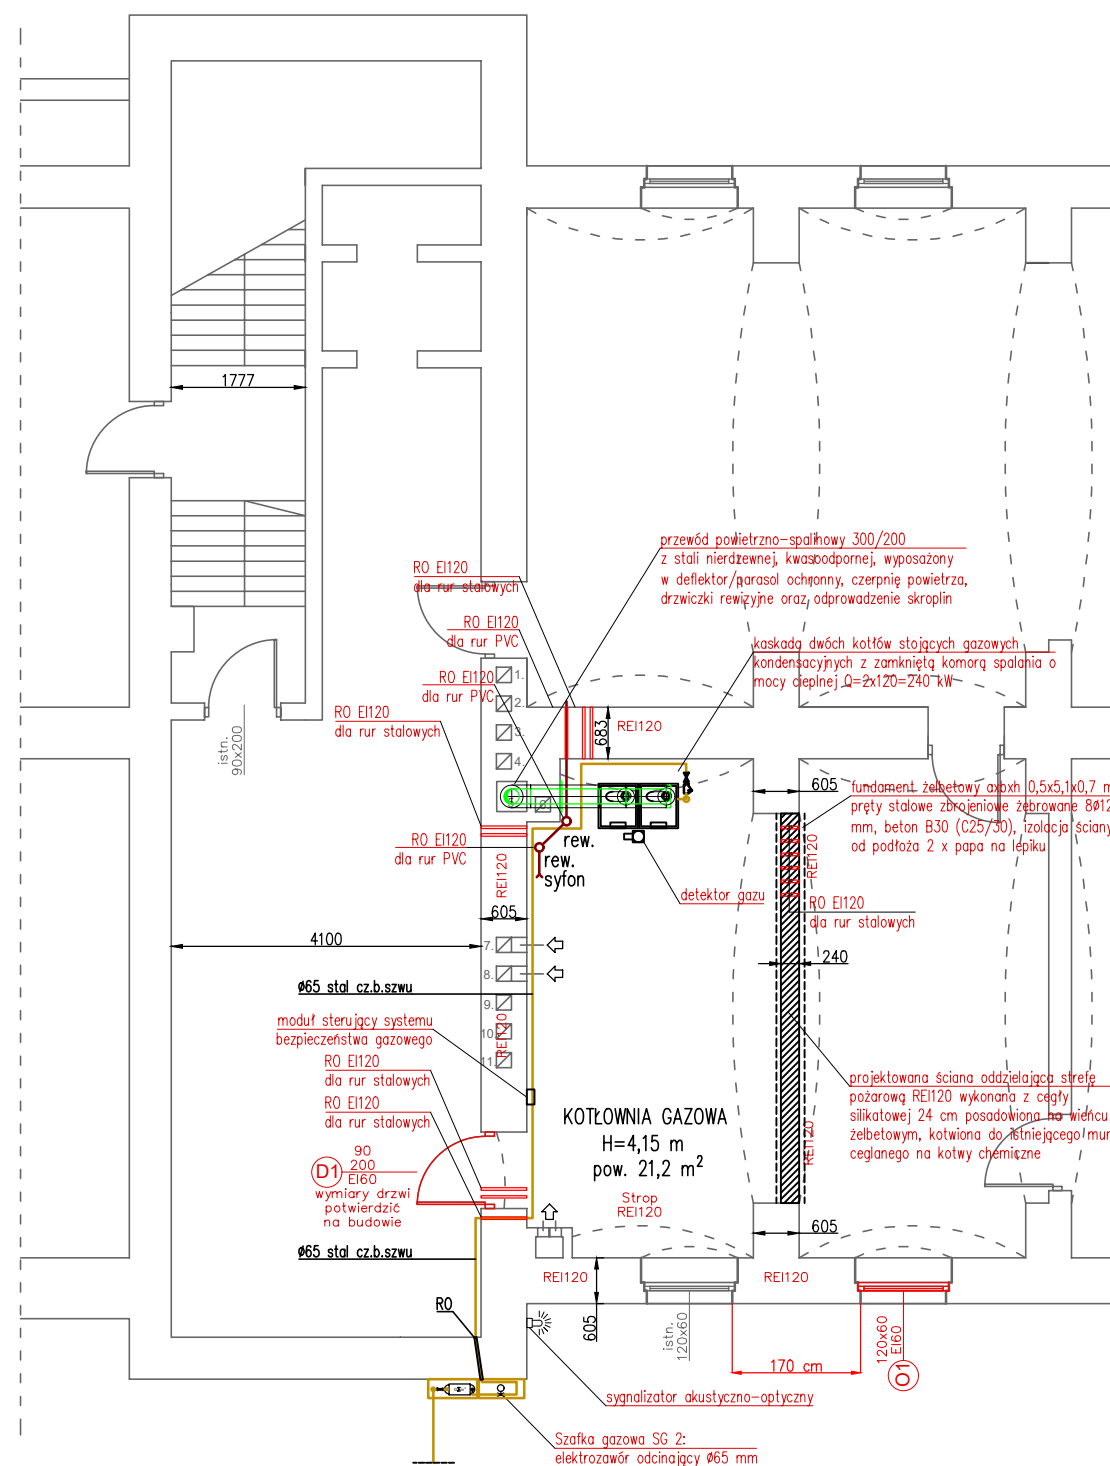 1777
przewód powietrzno-spalinowy 300/200
z stali nierdzewnej, kwasoodpornej, wyposażony
w deflektor/parasol ochronny, czerpnię powietrza,
drzwiczki rewizyjne oraz odprowadzenie skroplin
RO EI120
dla rur stalowych
RO EI120
dla rur PVC
kaskada dwóch kotłów stojących gazowych
kondensacyjnych z zamkniętą komorą spalania o
mocy cieplnej Q=2x120=240 kW
RO EI120
dla rur PVC
1.
2.
3.
4.
RO EI120
dla rur stalowych
683
REI120
istn.
90x200
605
fundament żelbetowy axbxh 0,5x5,1x0,7 m
pręty stalowe zbrojeniowe żebrowane 8ø12
mm, beton B30 (C25/30), izolacja ściany
od podłoża 2 x papa na lepiku
RO EI120
dla rur PVC
rew.
rew.
syfon
REI120
REI120
detektor gazu
RO EI120
dla rur stalowych
605
4100
7.
8.
9.
10.
11.
240
ø65 stal cz.b.szwu
REI120
moduł sterujący systemu
bezpieczeństwa gazowego
RO EI120
dla rur stalowych
RO EI120
dla rur stalowych
projektowana ściana oddzielająca strefę
pożarową REI120 wykonana z cegły
silikatowej 24 cm posadowiona na wieńcu
żelbetowym, kotwiona do istniejącego mur
ceglanego na kotwy chemiczne
KOTŁOWNIA GAZOWA
H=4,15 m
pow. 21,2 m²
REI120
D1
90
200
EI60
wymiary drzwi
potwierdzić
na budowie
Strop
REI120
605
ø65 stal cz.b.szwu
REI120
REI120
RO
605
istn.
120x60
120x60
EI60
O1
170 cm
sygnalizator akustyczno-optyczny
Szafka gazowa SG 2:
elektrozawór odcinający ø65 mm